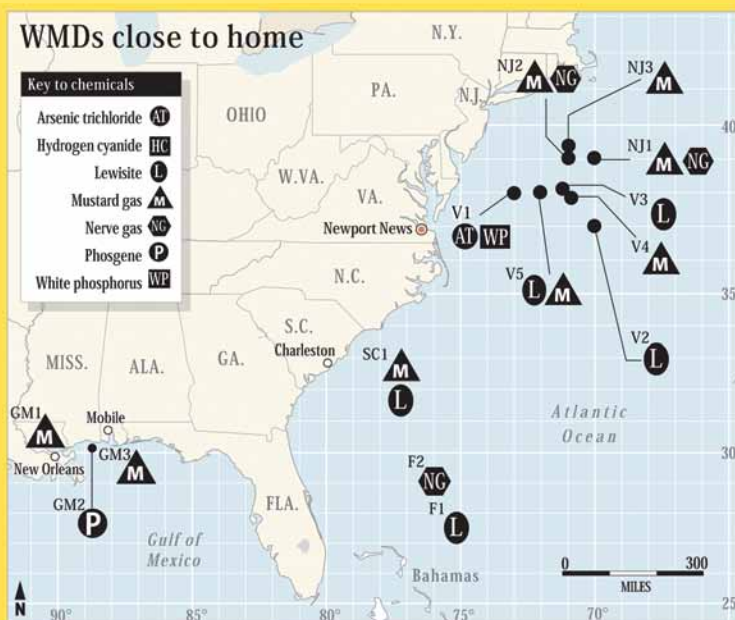 WMDs close to home
Key to chemicals
Arsenic trichloride AT
Hydrogen cyanide HC
Lewisite L
Mustard gas M
Nerve gas NG
Phosgene P
White phosphorus WP
N.Y.
PA.
N.J.
OHIO
W.VA.
VA.
Newport News
N.C.
S.C.
Charleston
MISS.
ALA.
GA.
FLA.
Mobile
New Orleans
NJ2
M NG
NJ3
M
NJ1
M NG
V3
L
V4
M
V1
AT WP
V5
L M
V2
L
SC1
M
L
GM1
M
GM3
M
GM2
P
F2
NG
F1
L
Atlantic
Ocean
Gulf of
Mexico
Bahamas
0 300
MILES
N
90°
85°
80°
75°
70°
40
35
30
25